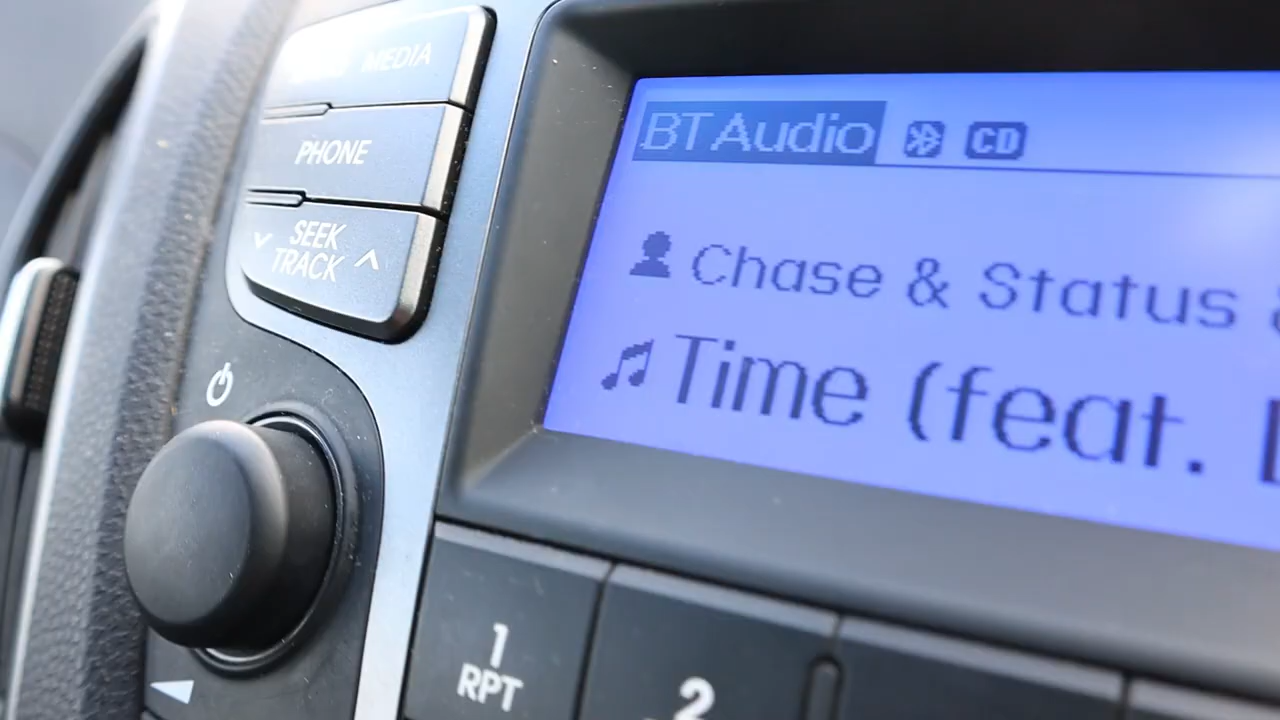 MEDIA
PHONE
SEEK
TRACK
BT Audio
CD
Chase & Status &
Time (feat.
1
RPT
2